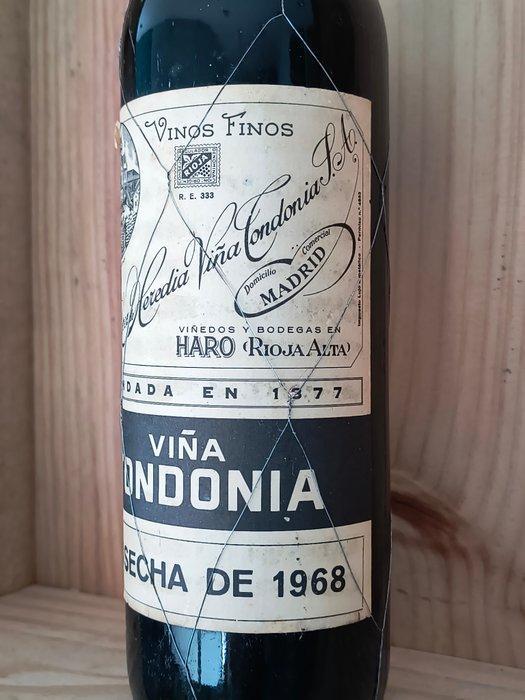 VINOS FINOS
RIOJA
R. E. 333
Heredia Viña Tondonia S.A.
Domicilio Comercial
MADRID
VIÑEDOS Y BODEGAS EN
HARO (RIOJA ALTA)
NDADA EN 1877
VIÑA
ONDONIA
SECHA DE 1968